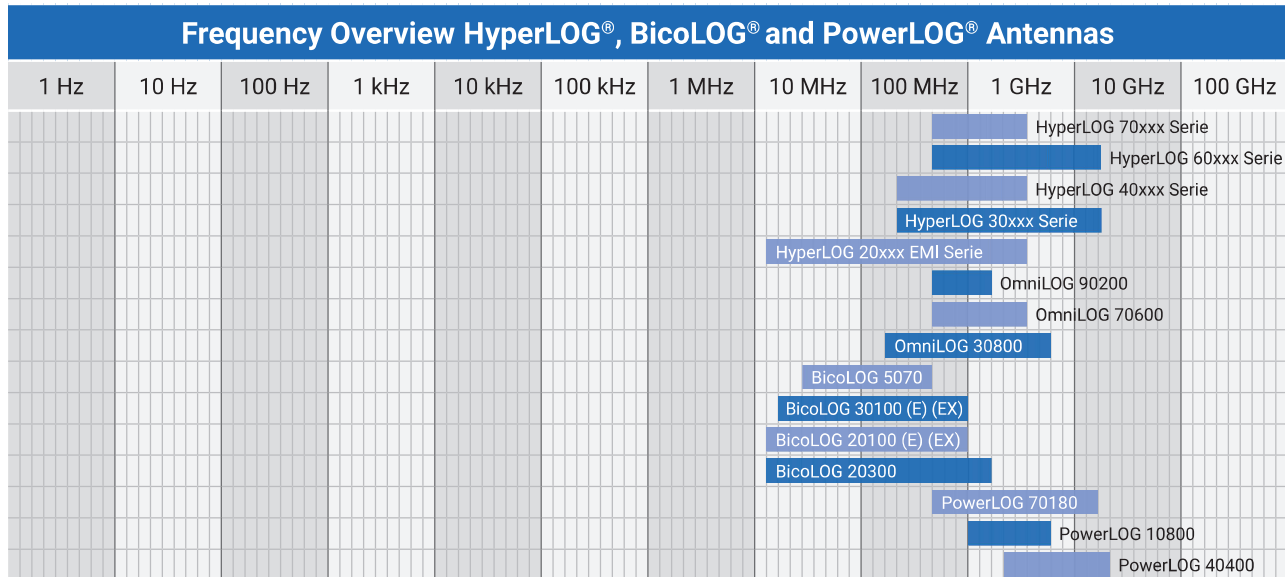 Frequency Overview HyperLOG®, BicoLOG® and PowerLOG® Antennas
1 Hz 10 Hz 100 Hz 1 kHz 10 kHz 100 kHz 1 MHz 10 MHz 100 MHz 1 GHz 10 GHz 100 GHz
HyperLOG 70xxx Serie
HyperLOG 60xxx Serie
HyperLOG 40xxx Serie
HyperLOG 30xxx Serie
HyperLOG 20xxx EMI Serie
OmniLOG 90200
OmniLOG 70600
OmniLOG 30800
BicoLOG 5070
BicoLOG 30100 (E) (EX)
BicoLOG 20100 (E) (EX)
BicoLOG 20300
PowerLOG 70180
PowerLOG 10800
PowerLOG 40400